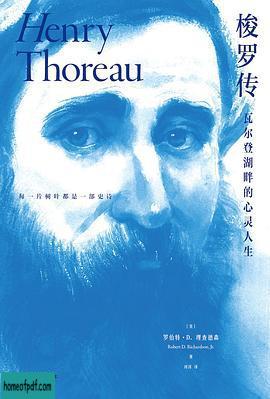 Henry
Thoreau
梭罗传
瓦尔登湖畔的心灵人生
每一片树叶都是一部史诗
[美]
罗伯特·D.理查德森
Robert D. Richardson, Jr.
著
homeofpdf.com